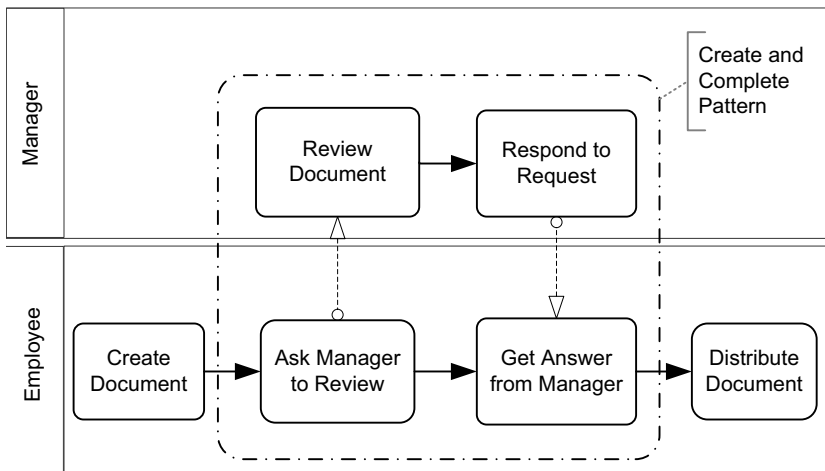 Manager
Create and
Complete
Pattern
Review
Document
Respond to
Request
Employee
Create
Document
Ask Manager
to Review
Get Answer
from Manager
Distribute
Document